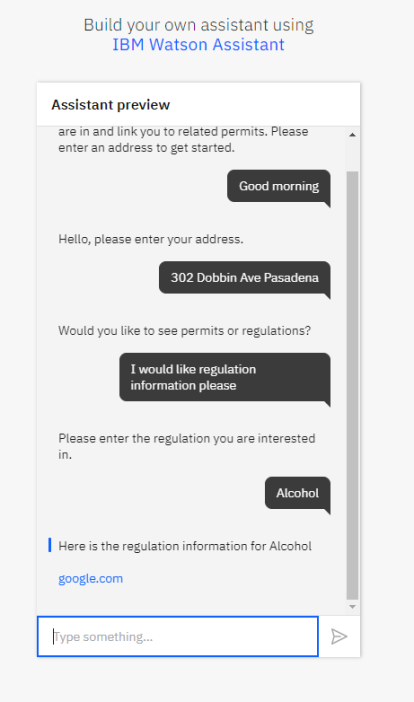 Build your own assistant using
IBM Watson Assistant
Assistant preview
are in and link you to related permits. Please
enter an address to get started.
Good morning
Hello, please enter your address.
302 Dobbin Ave Pasadena
Would you like to see permits or regulations?
I would like regulation
information please
Please enter the regulation you are interested
in.
Alcohol
Here is the regulation information for Alcohol
google.com
Type something...